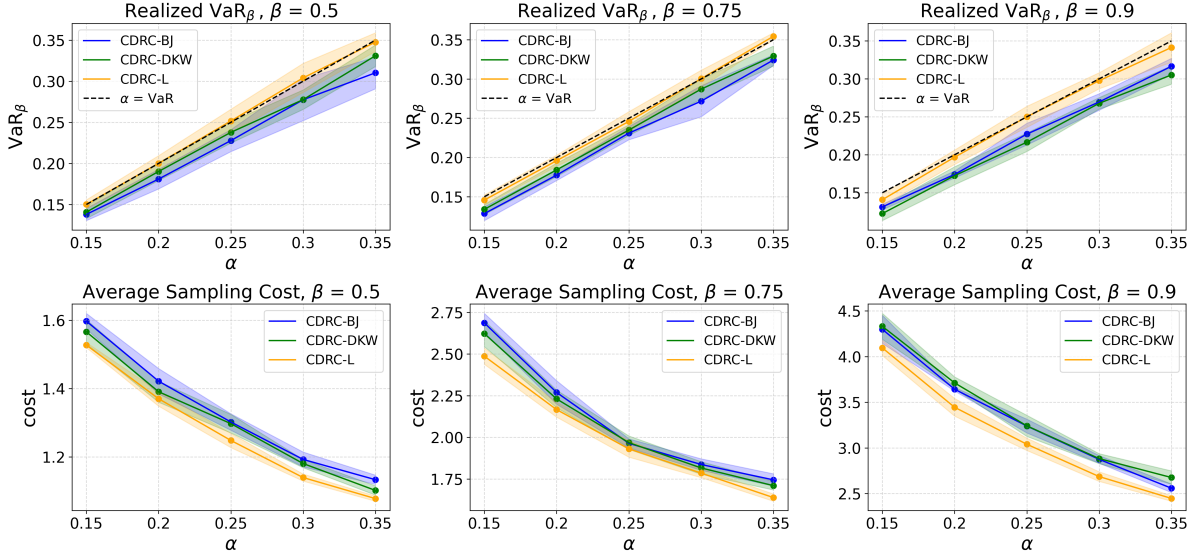 Realized VaRβ , β = 0.5
VaRβ
0.35
0.30
0.25
0.20
0.15
CDRC-BJ
CDRC-DKW
CDRC-L
α = VaR
0.15 0.2 0.25 0.3 0.35
α
Realized VaRβ , β = 0.75
VaRβ
0.35
0.30
0.25
0.20
0.15
CDRC-BJ
CDRC-DKW
CDRC-L
α = VaR
0.15 0.2 0.25 0.3 0.35
α
Realized VaRβ , β = 0.9
VaRβ
0.35
0.30
0.25
0.20
0.15
CDRC-BJ
CDRC-DKW
CDRC-L
α = VaR
0.15 0.2 0.25 0.3 0.35
α
Average Sampling Cost, β = 0.5
cost
1.6
1.4
1.2
CDRC-BJ
CDRC-DKW
CDRC-L
0.15 0.2 0.25 0.3 0.35
α
Average Sampling Cost, β = 0.75
cost
2.75
2.50
2.25
2.00
1.75
CDRC-BJ
CDRC-DKW
CDRC-L
0.15 0.2 0.25 0.3 0.35
α
Average Sampling Cost, β = 0.9
cost
4.5
4.0
3.5
3.0
2.5
CDRC-BJ
CDRC-DKW
CDRC-L
0.15 0.2 0.25 0.3 0.35
α